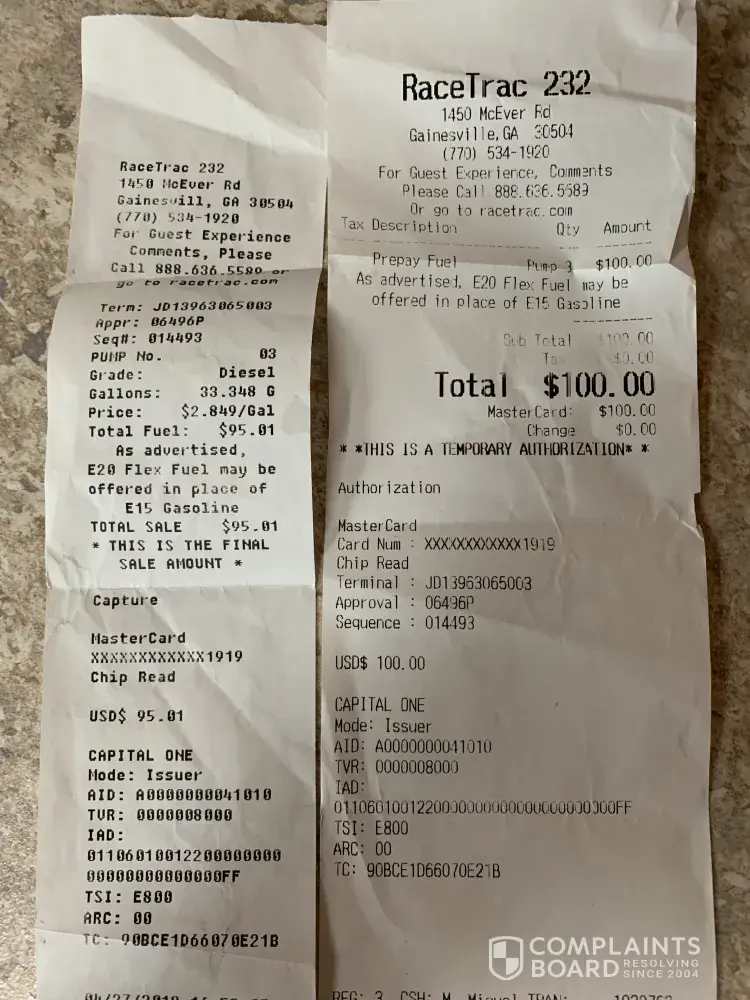 RaceTrac 232
1450 McEver Rd
Gainesvill, GA 30504
(770) 534-1920
For Guest Experience
Comments, Please
Call 888.636.5589 or
go to racetrac.com
Term: JD13963065003
Appr: 06496P
Seq#: 014493
PUMP No. 03
Grade: Diesel
Gallons: 33.348 G
Price: $2.849/Gal
Total Fuel: $95.01
As advertised,
E20 Flex Fuel may be
offered in place of
E15 Gasoline
TOTAL SALE $95.01
* THIS IS THE FINAL
SALE AMOUNT *
Capture
MasterCard
XXXXXXXXXXXX1919
Chip Read
USD$ 95.01
CAPITAL ONE
Mode: Issuer
AID: A0000000041010
TVR: 0000008000
IAD:
01106010012200000000
00000000000000FF
TSI: E800
ARC: 00
TC: 90BCE1D66070E21B
RaceTrac 232
1450 McEver Rd
Gainesville, GA 30504
(770) 534-1920
For Guest Experience, Comments
Please Call 888.636.5589
Or go to racetrac.com
Tax Description Qty Amount
Prepay Fuel Pump 3 $100.00
As advertised, E20 Flex Fuel may be
offered in place of E15 Gasoline
Sub Total $100.00
Tax $0.00
Total $100.00
MasterCard: $100.00
Change $0.00
* *THIS IS A TEMPORARY AUTHORIZATION* *
Authorization
MasterCard
Card Num : XXXXXXXXXXXX1919
Chip Read
Terminal : JD13963065003
Approval : 06496P
Sequence : 014493
USD$ 100.00
CAPITAL ONE
Mode: Issuer
AID: A0000000041010
TVR: 0000008000
IAD:
0110601001220000000000000000000000FF
TSI: E800
ARC: 00
TC: 90BCE1D66070E21B
REG: 3 CSH: M, Miguel TRAN:
COMPLAINTS
BOARD RESOLVING
SINCE 2004